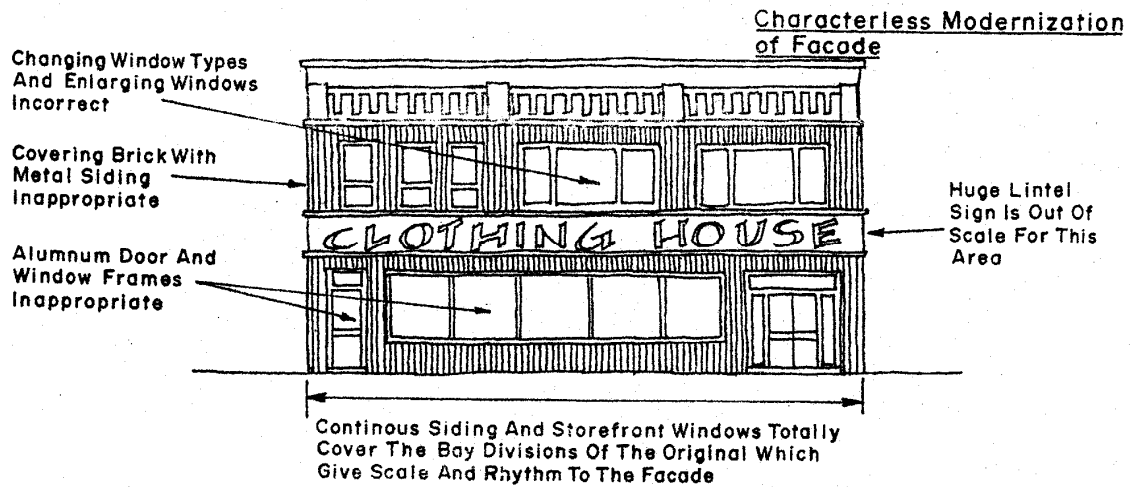 Characterless Modernization
of Facade
Changing Window Types
And Enlarging Windows
Incorrect
Covering Brick With
Metal Siding
Inappropriate
Huge Lintel
Sign Is Out Of
Scale For This
Area
CLOTHING HOUSE
Alumnum Door And
Window Frames
Inappropriate
Continous Siding And Storefront Windows Totally
Cover The Bay Divisions Of The Original Which
Give Scale And Rhythm To The Facade